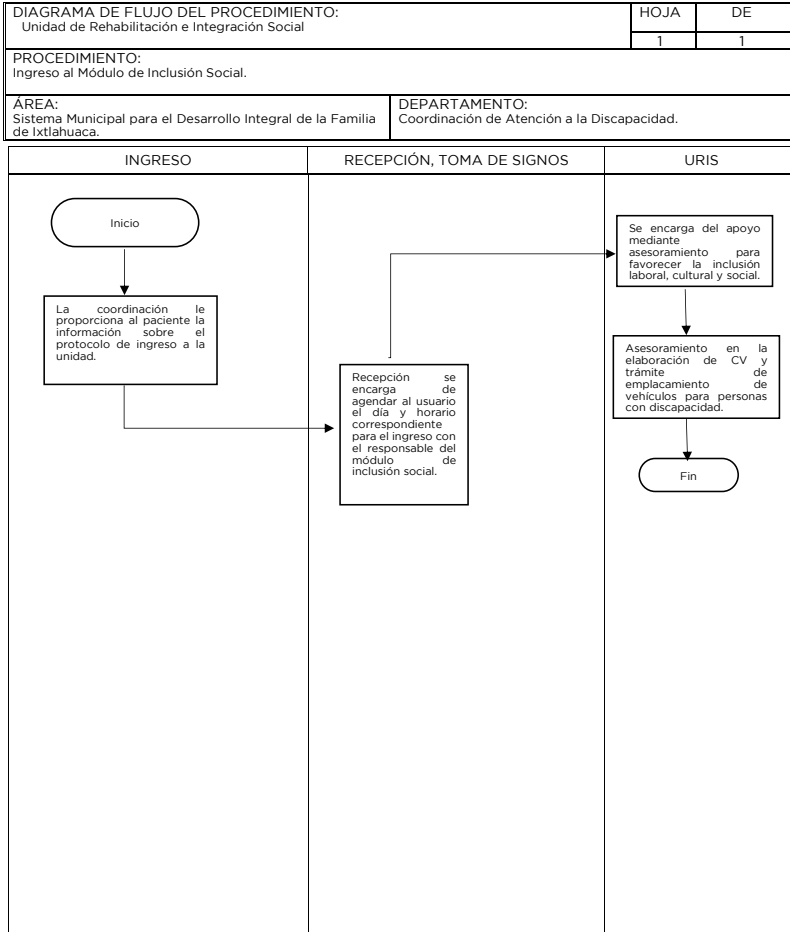 DIAGRAMA DE FLUJO DEL PROCEDIMIENTO:
Unidad de Rehabilitación e Integración Social
HOJA
DE
1
1
PROCEDIMIENTO:
Ingreso al Módulo de Inclusión Social.
ÁREA:
Sistema Municipal para el Desarrollo Integral de la Familia
de Ixtlahuaca.
DEPARTAMENTO:
Coordinación de Atención a la Discapacidad.
INGRESO
RECEPCIÓN, TOMA DE SIGNOS
URIS
Inicio
La coordinación le
proporciona al paciente la
información sobre el
protocolo de ingreso a la
unidad.
Recepción se
encarga de
agendar al usuario
el día y horario
correspondiente
para el ingreso con
el responsable del
módulo de
inclusión social.
Se encarga del apoyo
mediante
asesoramiento para
favorecer la inclusión
laboral, cultural y social.
Asesoramiento en la
elaboración de CV y
trámite de
emplacamiento de
vehículos para personas
con discapacidad.
Fin